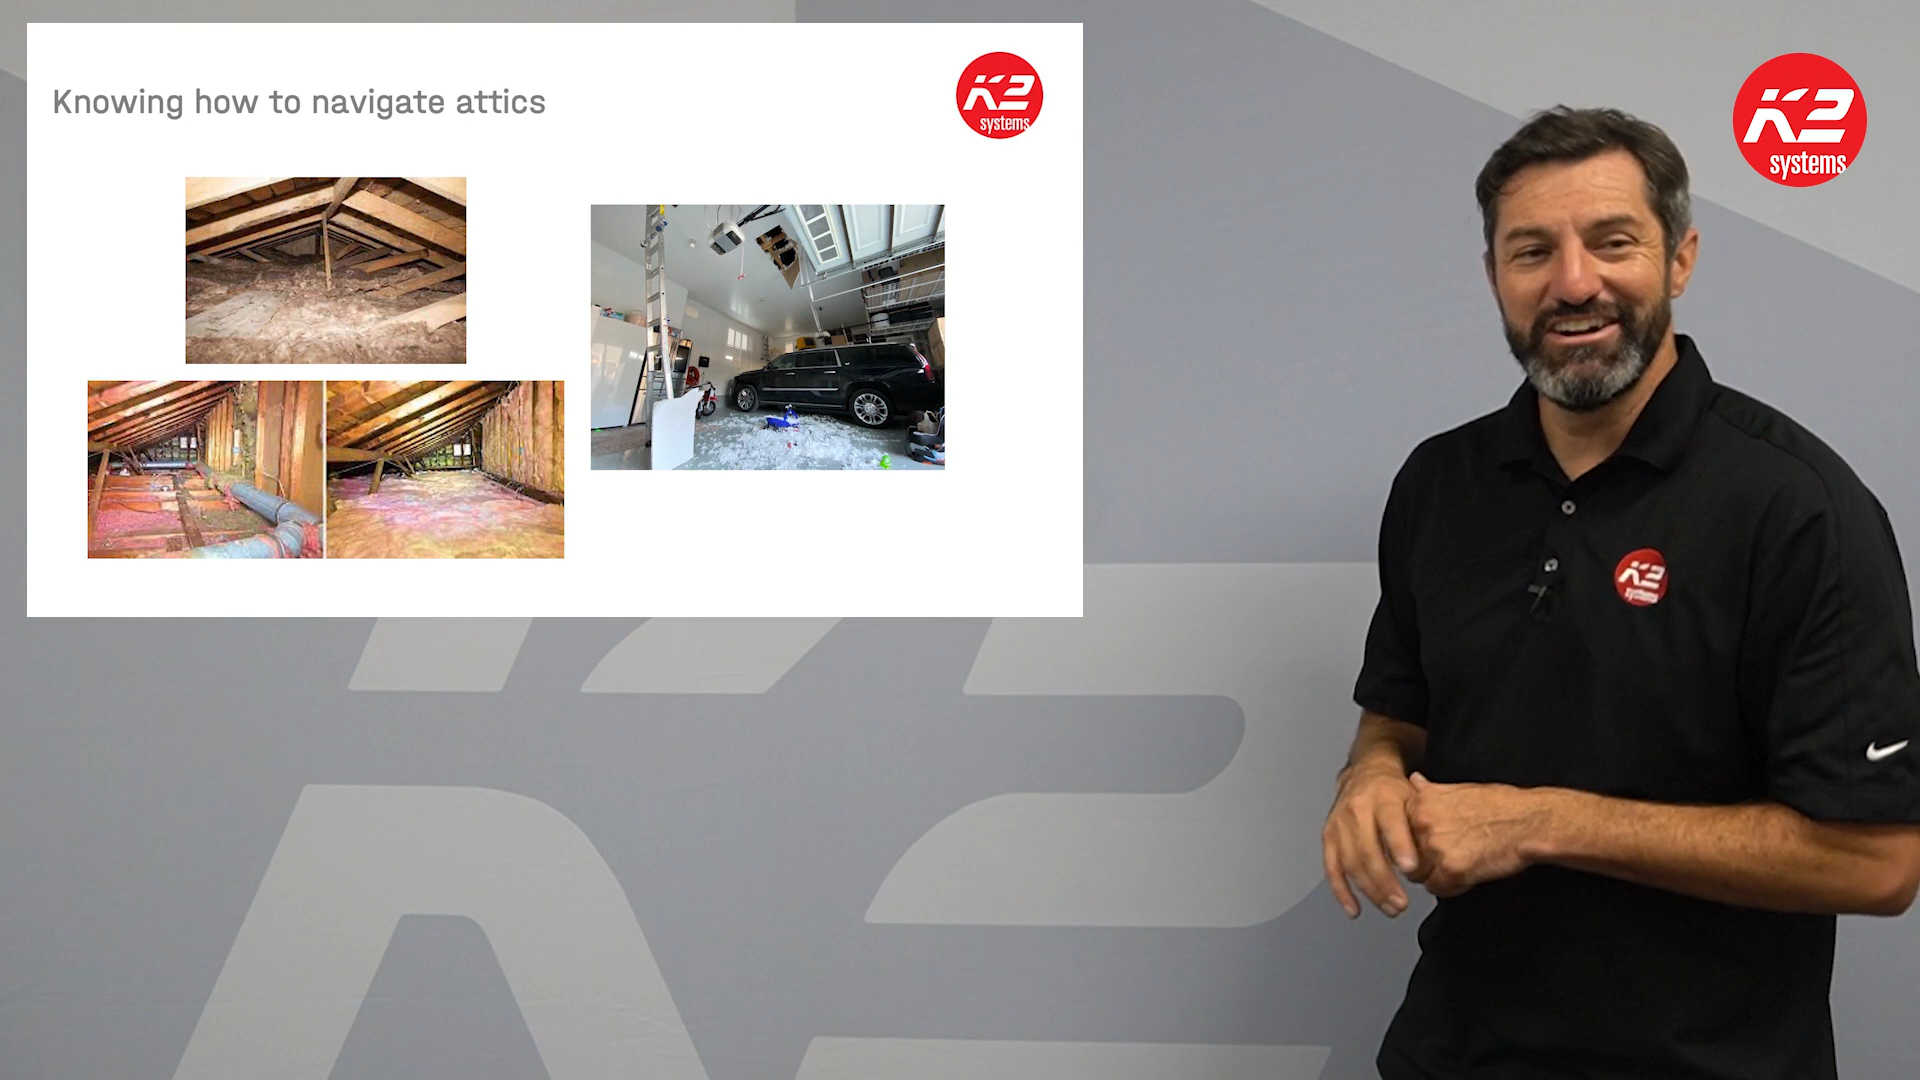 Knowing how to navigate attics
K2
systems
K2
systems
K2
systems